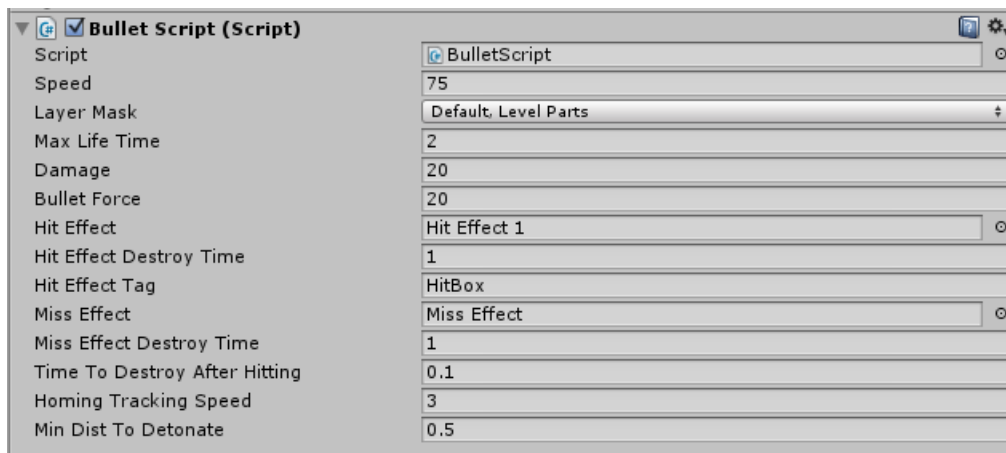 Bullet Script (Script)
Script BulletScript
Speed 75
Layer Mask Default, Level Parts
Max Life Time 2
Damage 20
Bullet Force 20
Hit Effect Hit Effect 1
Hit Effect Destroy Time 1
Hit Effect Tag HitBox
Miss Effect Miss Effect
Miss Effect Destroy Time 1
Time To Destroy After Hitting 0.1
Homing Tracking Speed 3
Min Dist To Detonate 0.5